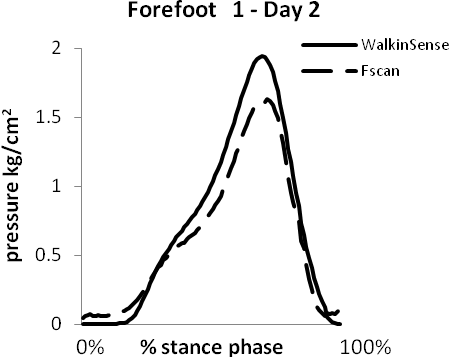 Forefoot 1 - Day 2
WalkinSense
Fscan
pressure kg/cm²
2
1.5
1
0.5
0
0% % stance phase 100%